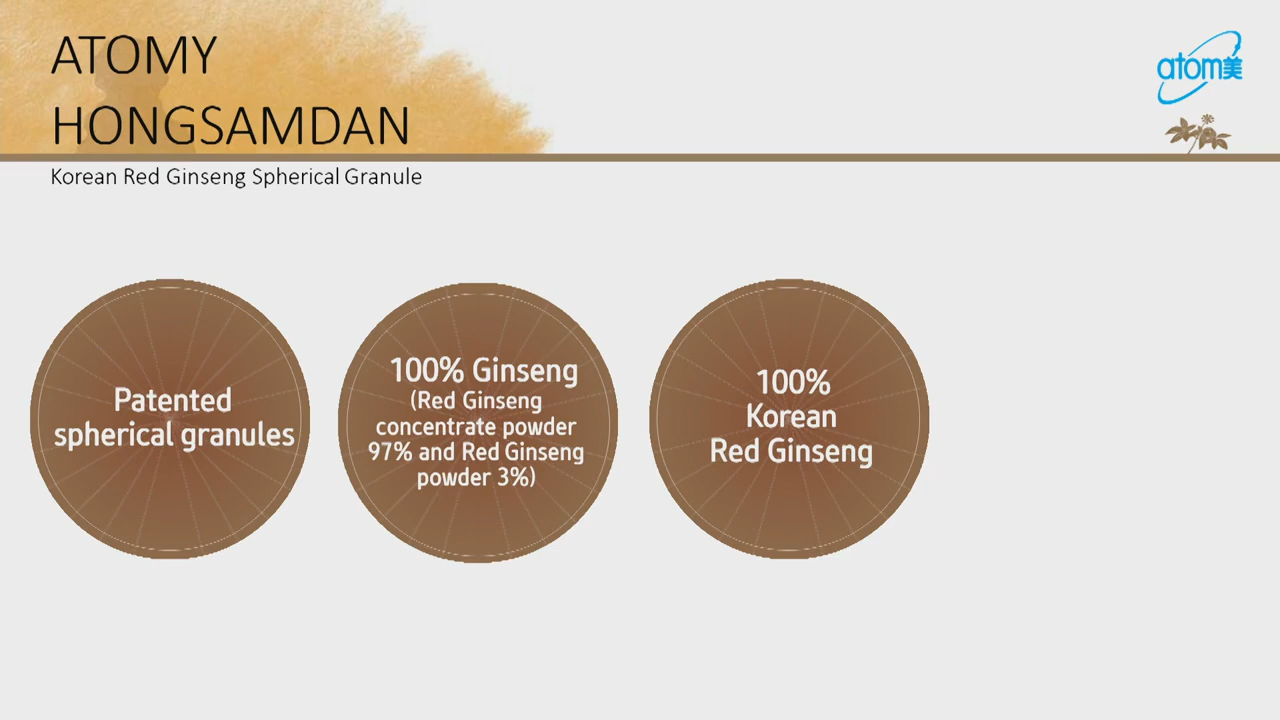 ATOMY
HONGSAMDAN
Korean Red Ginseng Spherical Granule
atom美
Patented
spherical granules
100% Ginseng
(Red Ginseng
concentrate powder
97% and Red Ginseng
powder 3%)
100%
Korean
Red Ginseng